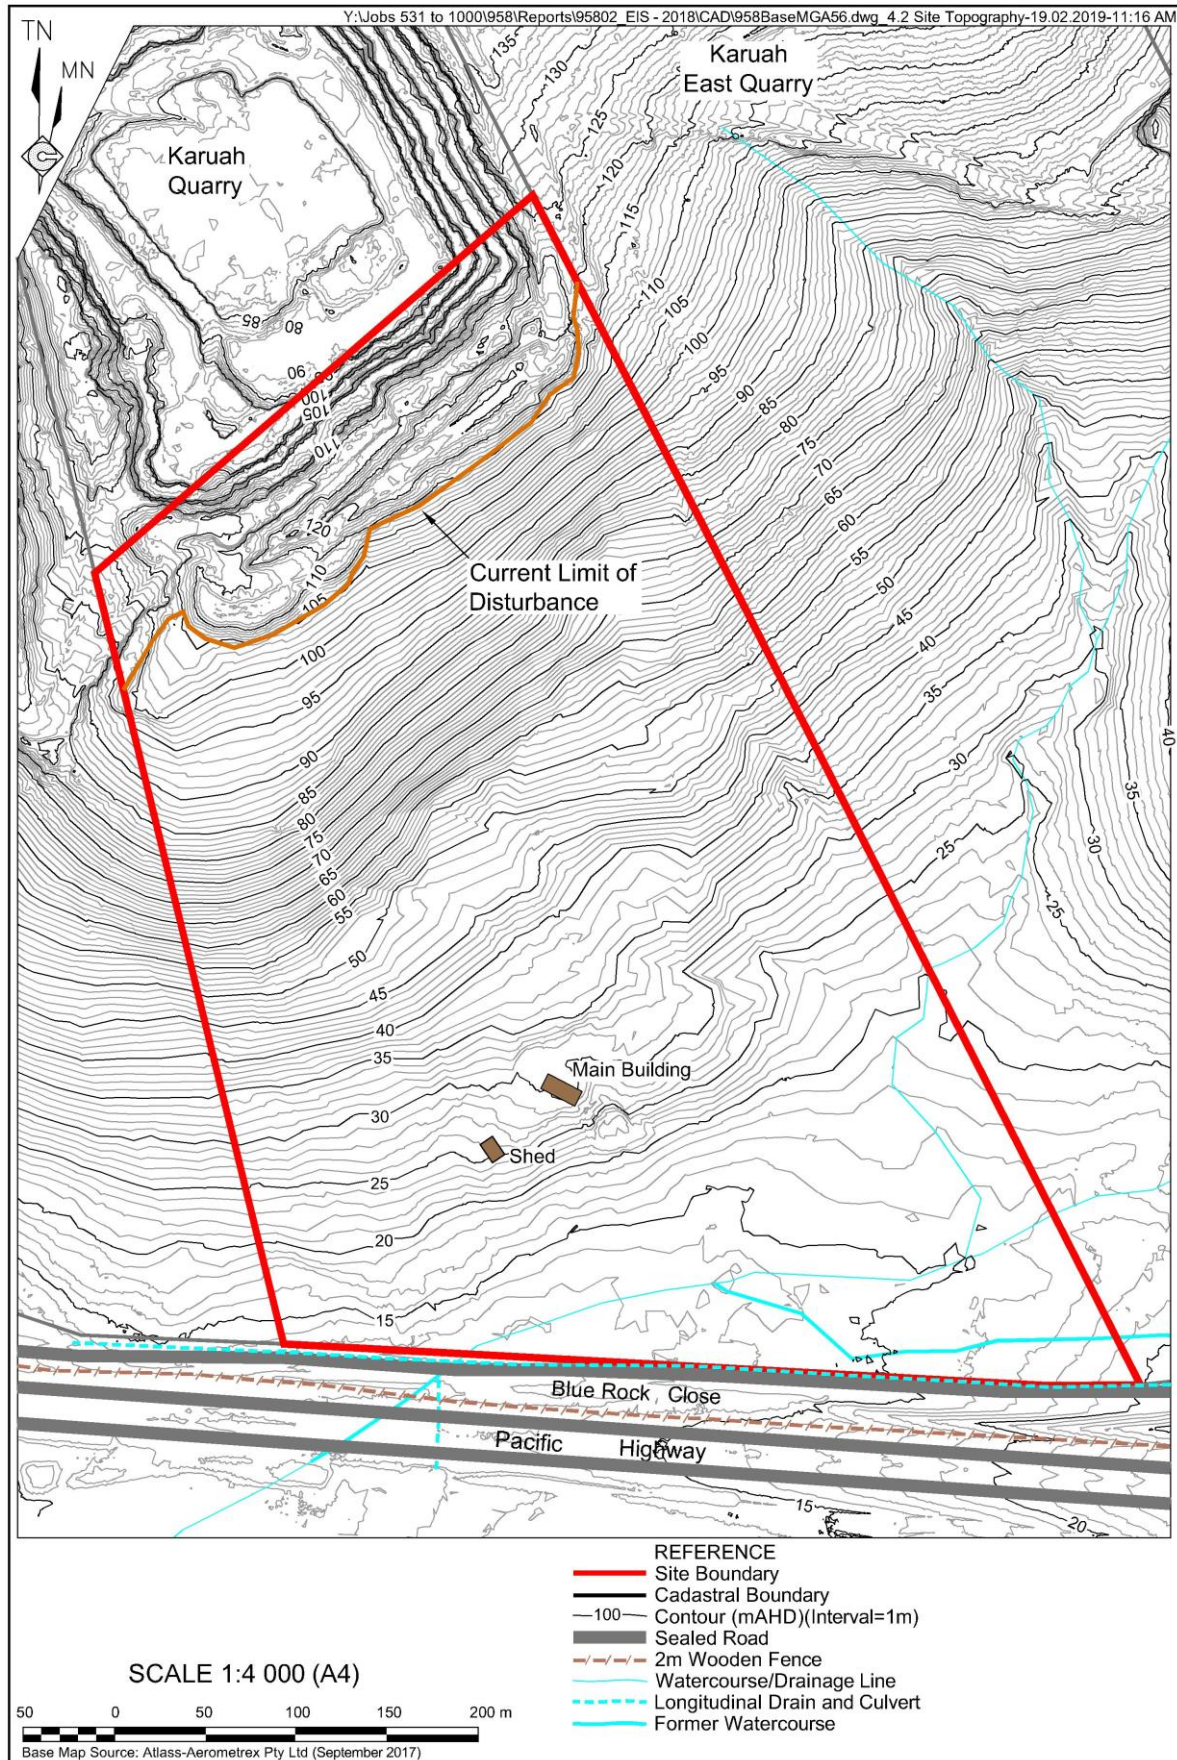 Y:\Jobs 531 to 1000\958\Reports\95802_EIS - 2018\CAD\958BaseMGA56.dwg_4.2 Site Topography-19.02.2019-11:16 AM
TN
MN
Karuah
Quarry
Karuah
East Quarry
135
130
125
120
115
110
105
100
95
90
85
80
75
70
65
60
55
50
45
40
35
30
25
85
80
90
100
105
110
120
110
105
Current Limit of
Disturbance
100
95
90
80
75
70
65
60
55
50
45
40
35
30
25
20
15
40
35
30
25
Main Building
Shed
Blue Rock Close
Pacific Highway
15
20
REFERENCE
Site Boundary
Cadastral Boundary
100 Contour (mAHD)(Interval=1m)
Sealed Road
2m Wooden Fence
Watercourse/Drainage Line
Longitudinal Drain and Culvert
Former Watercourse
SCALE 1:4 000 (A4)
50 0 50 100 150 200 m
Base Map Source: Atlass-Aerometrex Pty Ltd (September 2017)